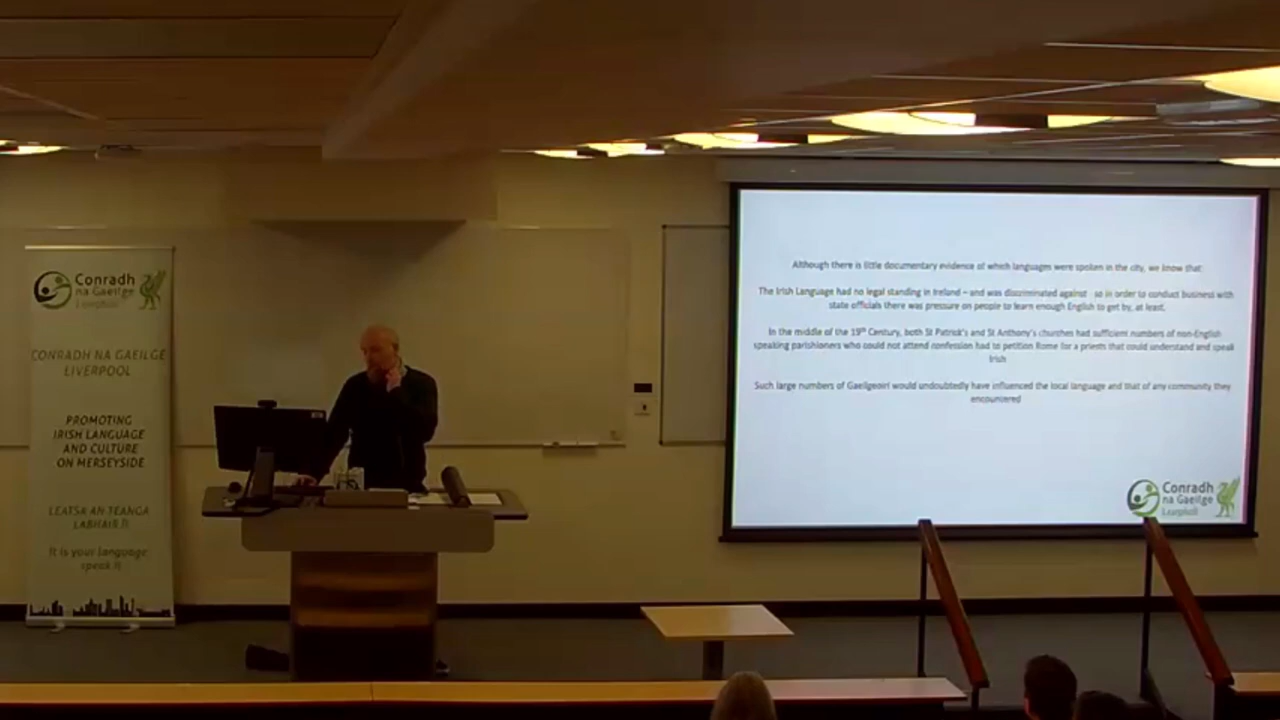 Conradh
na Gaeilge
Learpholl
CONRADH NA GAEILGE
LIVERPOOL
PROMOTING
IRISH LANGUAGE
AND CULTURE
ON MERSEYSIDE
LEATSA AN TEANGA
LABHAIR Í!
It is your language
speak it
Although there is little documentary evidence of which languages were spoken in the city, we know that:
The Irish Language had no legal standing in Ireland – and was discriminated against so in order to conduct business with
state officials there was pressure on people to learn enough English to get by, at least.
In the middle of the 19th Century, both St Patrick's and St Anthony's churches had sufficient numbers of non-English
speaking parishioners who could not attend confession had to petition Rome for a priests that could understand and speak
Irish
Such large numbers of Gaeilgeoirí would undoubtedly have influenced the local language and that of any community they
encountered
Conradh
na Gaeilge
Learpholl